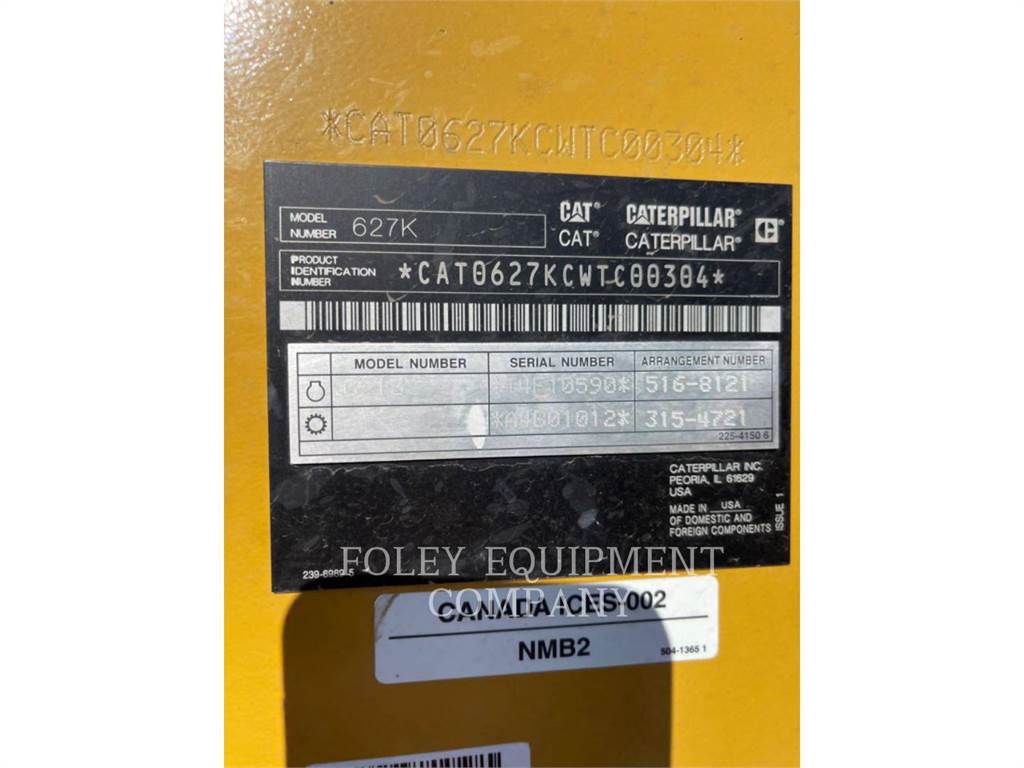 *CAT0627KCWTC00304*
MODEL NUMBER 627K
CAT® CATERPILLAR®
CAT® CATERPILLAR®
PRODUCT IDENTIFICATION NUMBER *CAT0627KCWTC00304*
MODEL NUMBER SERIAL NUMBER ARRANGEMENT NUMBER
516-8121
315-4721
225-4150 6
CATERPILLAR INC.
PEORIA, IL 61629
USA
MADE IN USA
OF DOMESTIC AND
FOREIGN COMPONENTS
ISSUE 1
239-8989-5
FOLEY EQUIPMENT
COMPANY
CANADA ICES-002
NMB2
504-1365 1